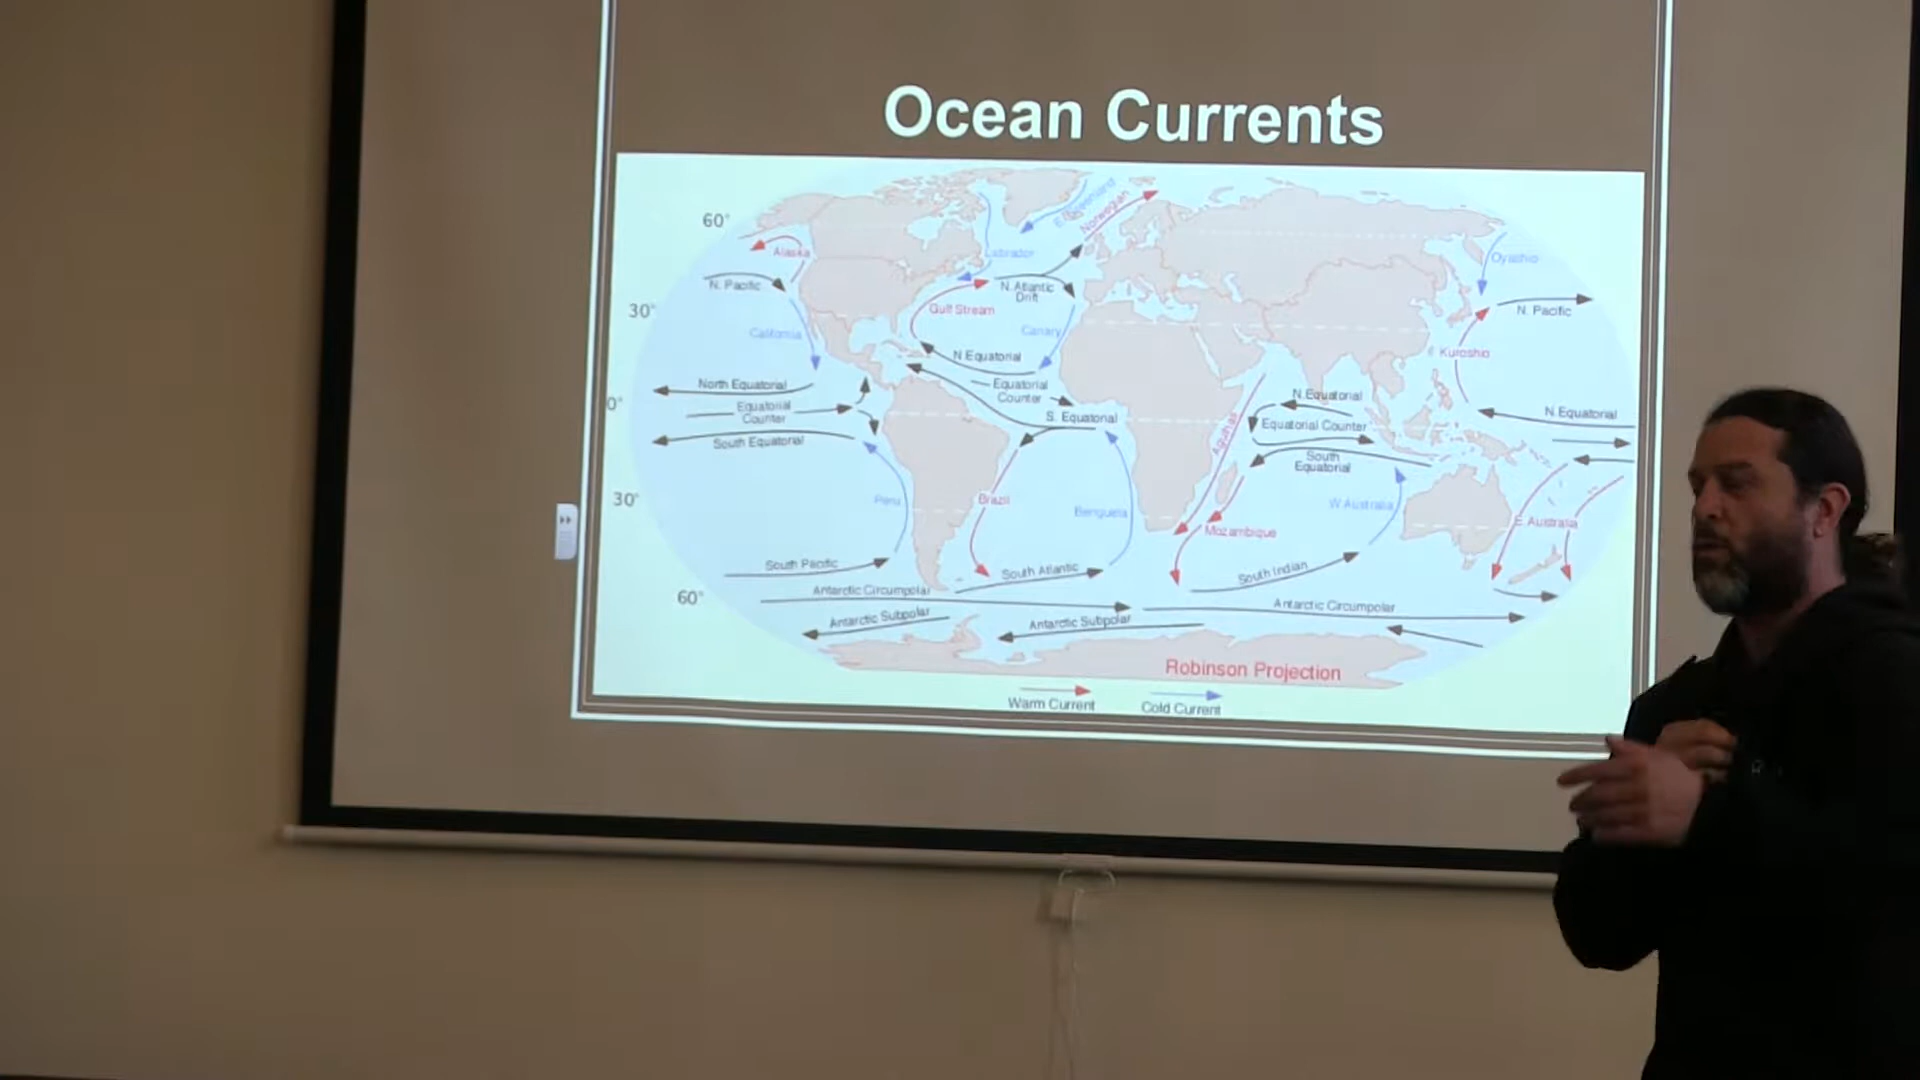 Ocean Currents
60°
E. Greenland
Norwegian
Alaska
Labrador
Oyashio
N. Pacific
N. Atlantic
Drift
30°
Gulf Stream
N. Pacific
California
Canary
Kuroshio
N Equatorial
North Equatorial
Equatorial
Counter
N. Equatorial
0°
Equatorial
Counter
S. Equatorial
N. Equatorial
Equatorial Counter
South Equatorial
Agulhas
South
Equatorial
30°
Peru
Brazil
Benguela
W Australia
E. Australia
Mozambique
South Pacific
South Atlantic
South Indian
60°
Antarctic Circumpolar
Antarctic Circumpolar
Antarctic Subpolar
Antarctic Subpolar
Robinson Projection
Warm Current
Cold Current